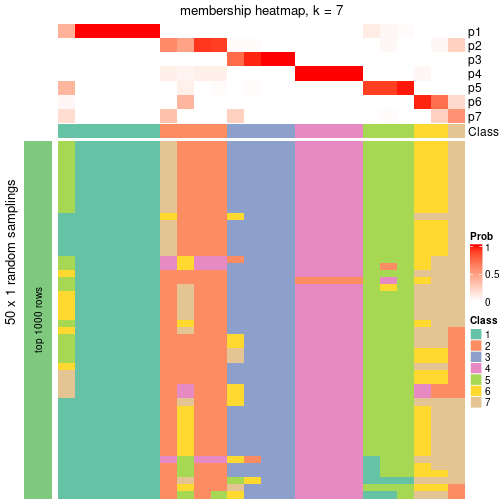 membership heatmap, k = 7
p1
p2
p3
p4
p5
p6
p7
Class
50 x 1 random samplings
top 1000 rows
Prob
1
0.5
0
Class
1
2
3
4
5
6
7